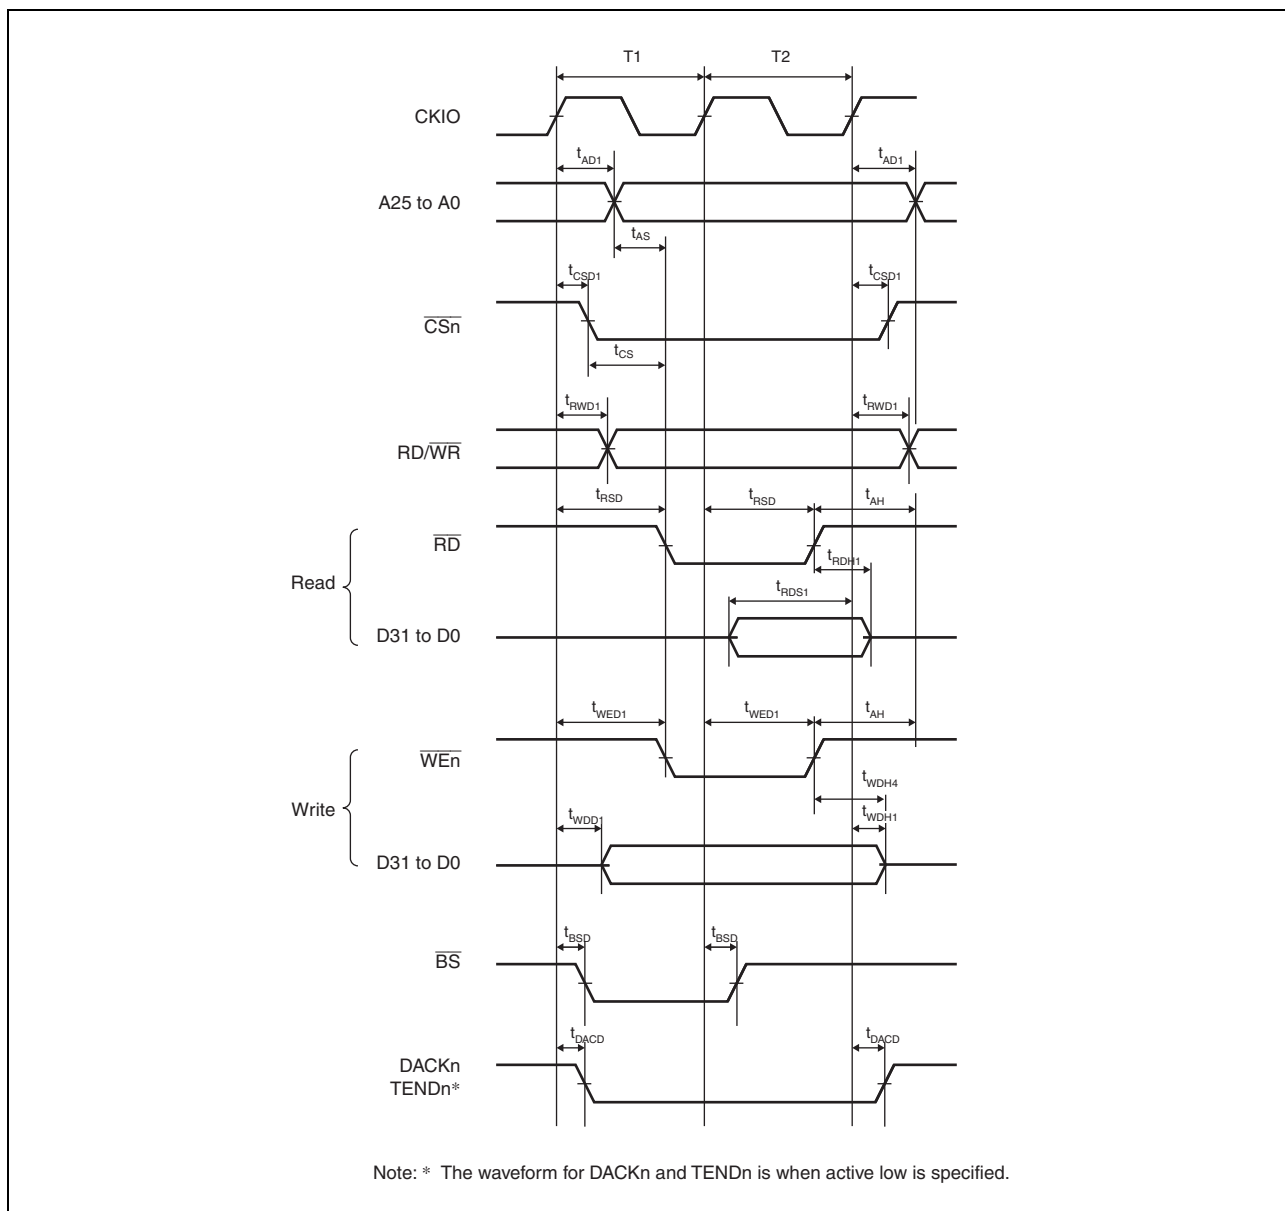 T1 T2
CKIO
tAD1 tAD1
A25 to A0
tAS
tCSD1 tCSD1
CSn
tCS
tRWD1 tRWD1
RD/WR
tRSD tRSD tAH
RD
tRDH1
Read
tRDS1
D31 to D0
tWED1 tWED1 tAH
WEn
tWDH4
Write
tWDD1 tWDH1
D31 to D0
tBSD tBSD
BS
tDACD tDACD
DACKn
TENDn*
Note: * The waveform for DACKn and TENDn is when active low is specified.